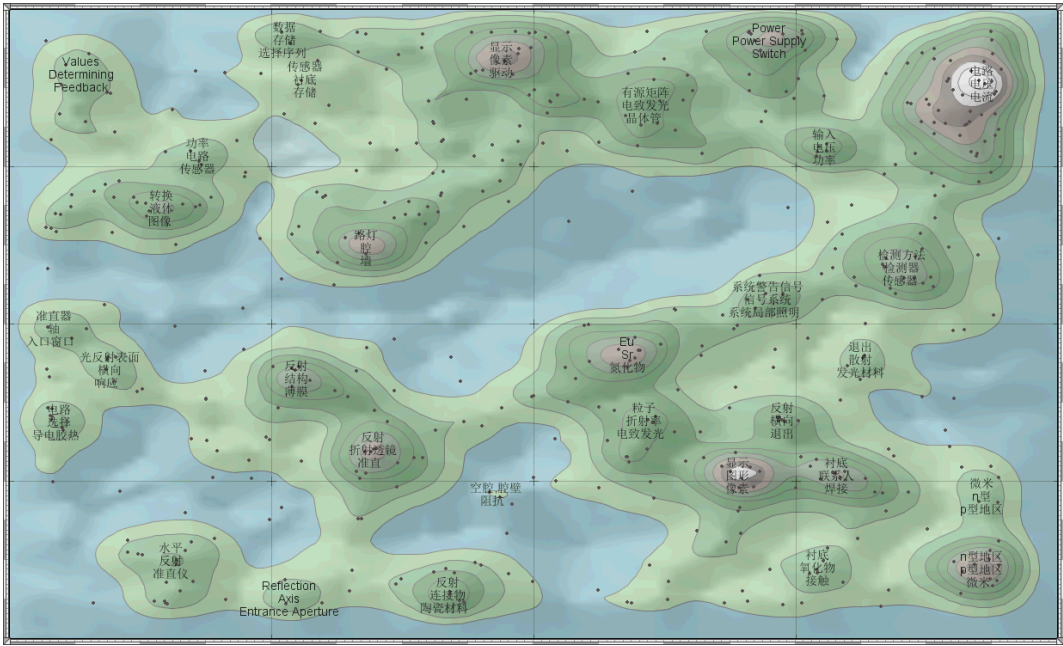 数据
存储
选择序列
传感器
衬底
存储
显示
像素
驱动
Power
Power Supply
Switch
Values
Determining
Feedback
有源矩阵
电致发光
晶体管
电路
电流
输入
电压
功率
功率
电路
传感器
转换
液体
图像
路灯
腔
墙
检测方法
检测器
传感器
系统警告信号
信号系统
系统局部照明
准直器
轴
入口窗口
光反射表面
横向
响应
反射
结构
薄膜
Eu
Sr
氮化物
退出
散射
发光材料
电路
选择
导电胶热
反射
折射透镜
准直
粒子
折射率
电致发光
反射
横向
退出
显示
图形
像素
衬底
联系人
焊接
空腔 腔壁
阻抗
微米
n型
p型地区
水平
反射
准直仪
Reflection
Axis
Entrance Aperture
反射
连接物
陶瓷材料
衬底
氧化物
接触
n型地区
p型地区
微米